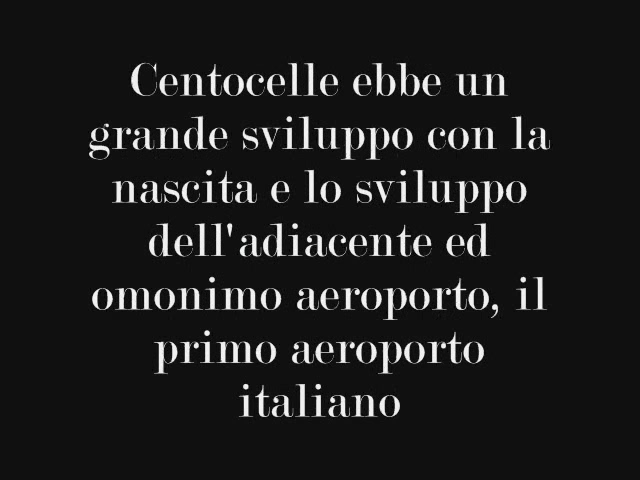 Centocelle ebbe un
grande sviluppo con la
nascita e lo sviluppo
dell'adiacente ed
omonimo aeroporto, il
primo aeroporto
italiano